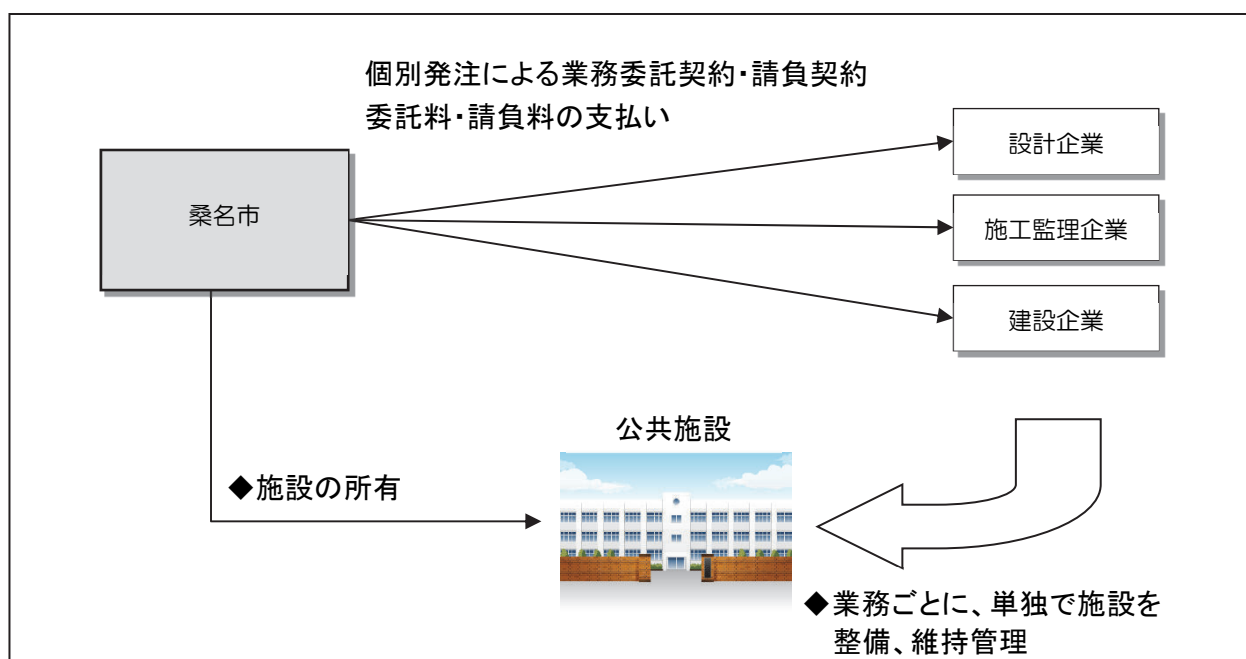 個別発注による業務委託契約・請負契約
委託料・請負料の支払い
桑名市
設計企業
施工監理企業
建設企業
公共施設
◆施設の所有
◆業務ごとに、単独で施設を
整備、維持管理